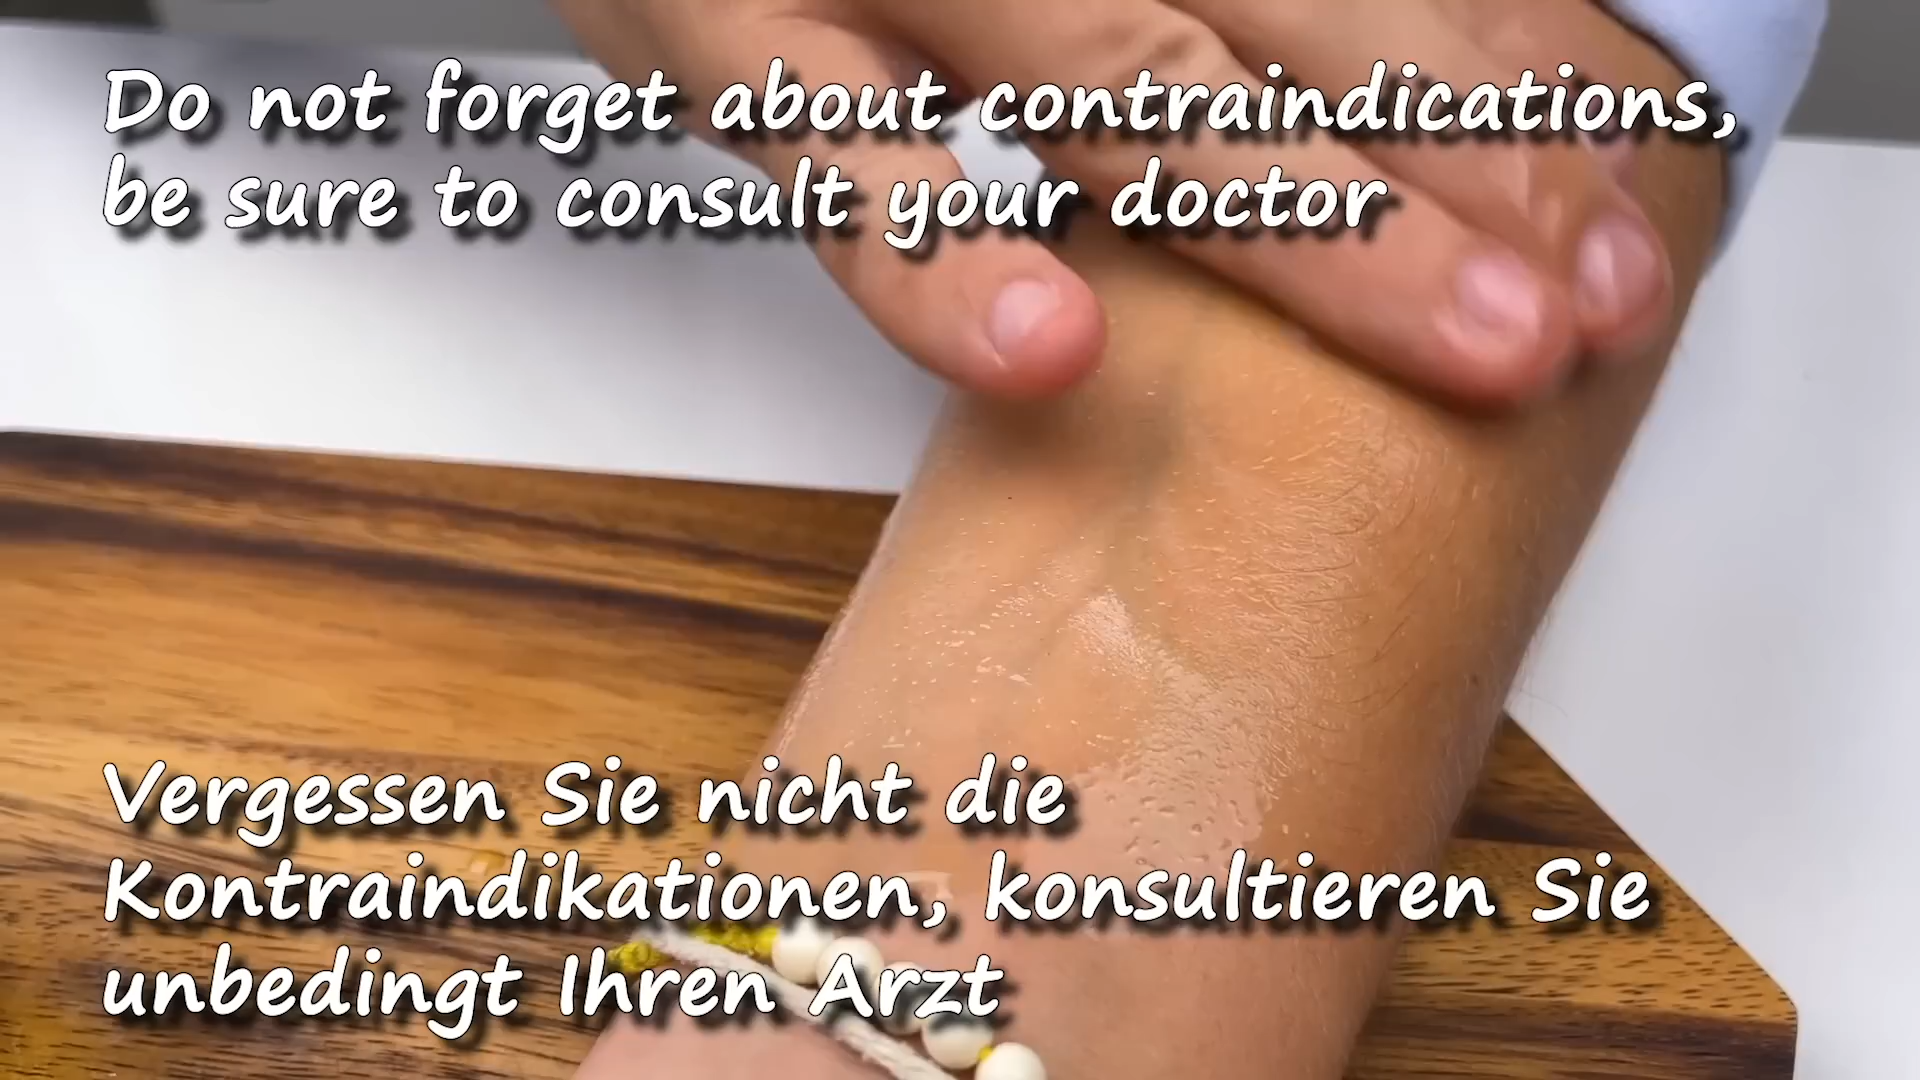 Do not forget about contraindications,
be sure to consult your doctor
Vergessen Sie nicht die
Kontraindikationen, konsultieren Sie
unbedingt Ihren Arzt